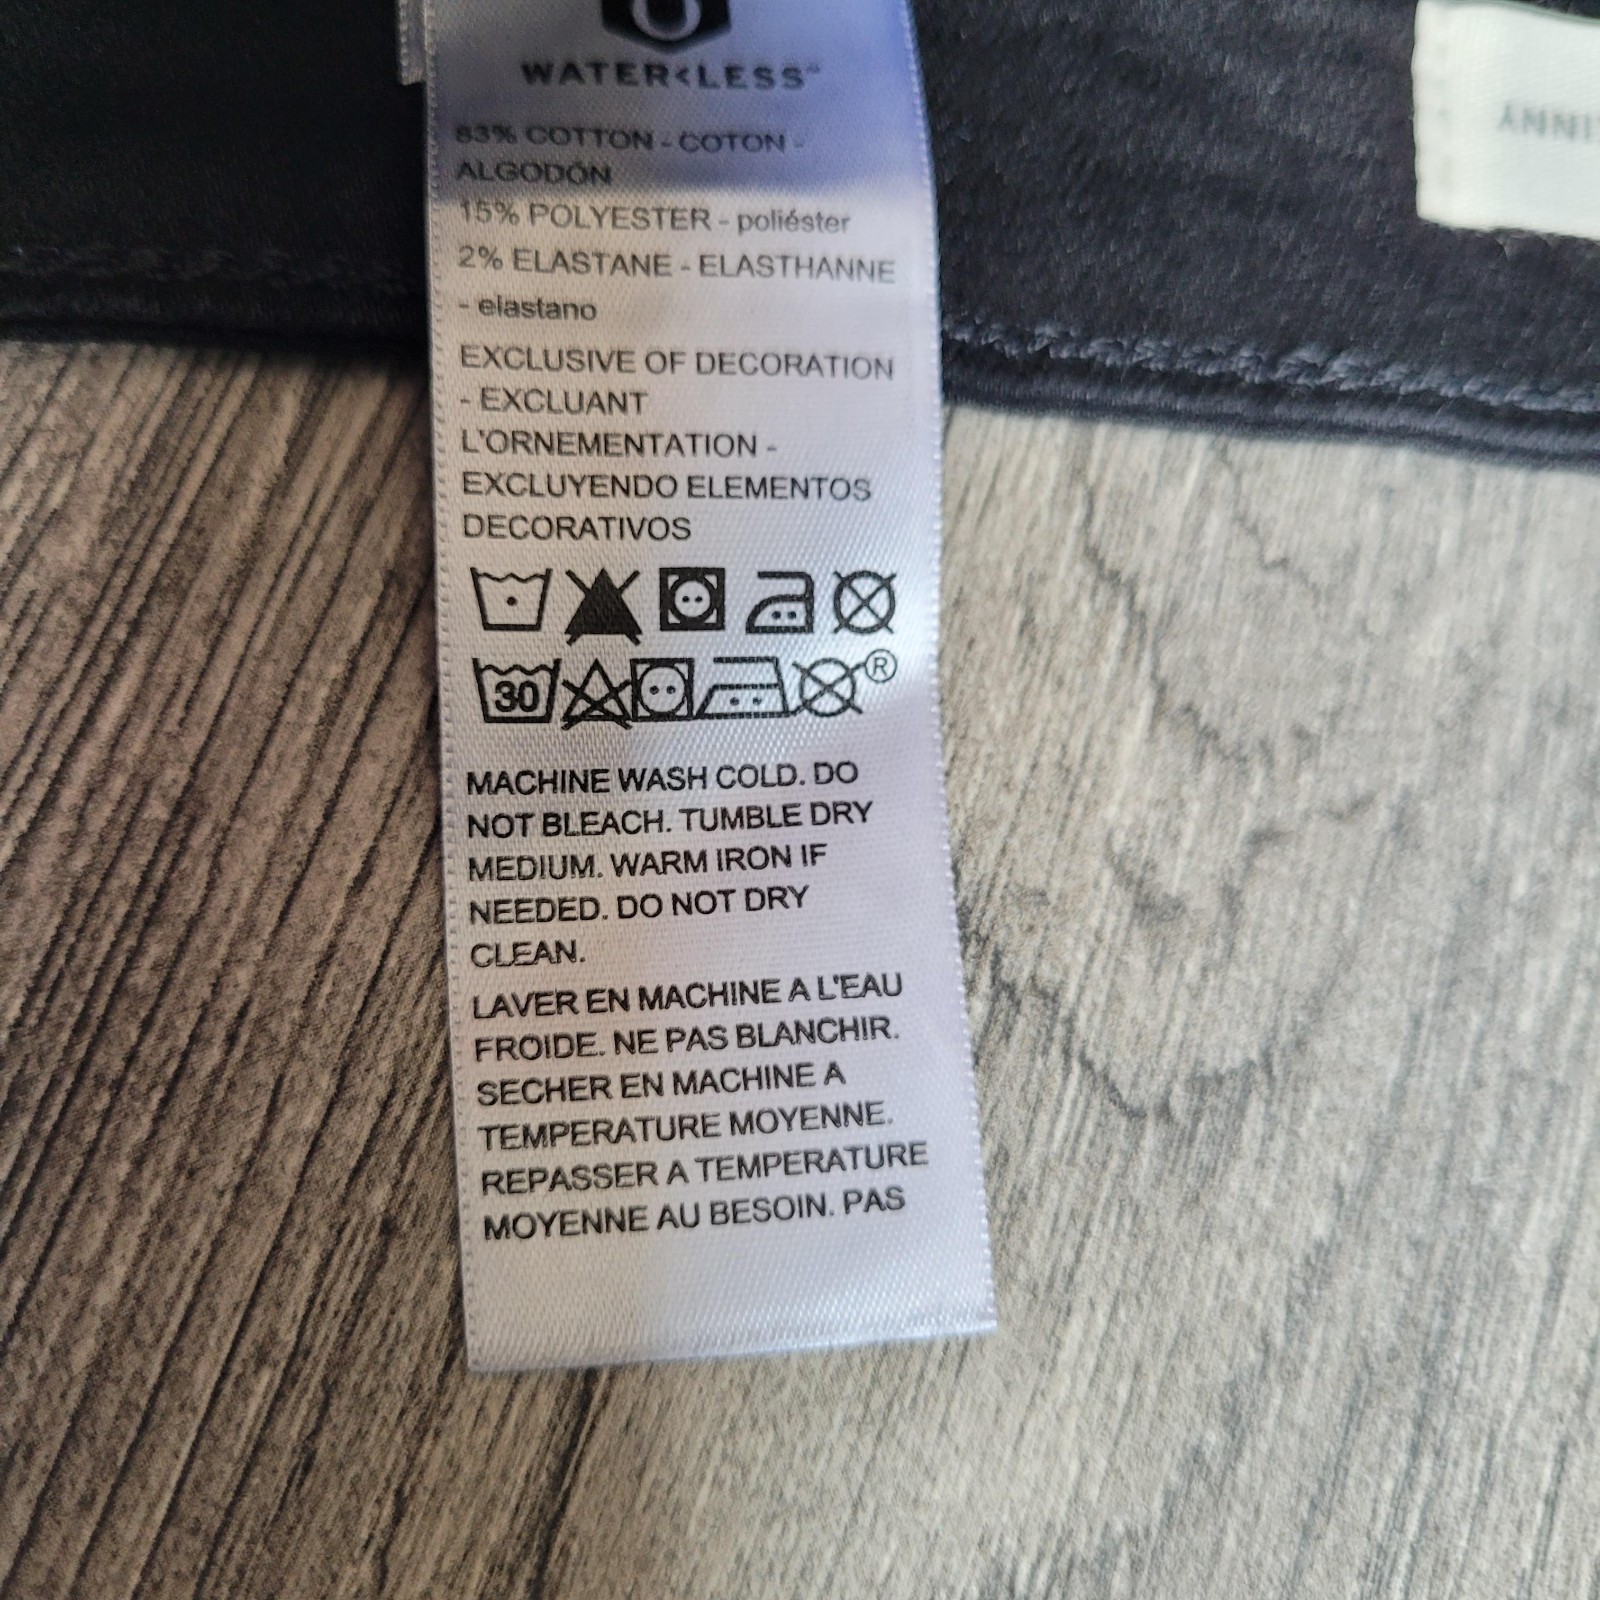 WATER<LESS™
83% COTTON - COTON -
ALGODÓN
15% POLYESTER - poliéster
2% ELASTANE - ELASTHANNE
- elastano
EXCLUSIVE OF DECORATION
- EXCLUANT
L'ORNEMENTATION -
EXCLUYENDO ELEMENTOS
DECORATIVOS
30
®
MACHINE WASH COLD. DO
NOT BLEACH. TUMBLE DRY
MEDIUM. WARM IRON IF
NEEDED. DO NOT DRY
CLEAN.
LAVER EN MACHINE A L'EAU
FROIDE. NE PAS BLANCHIR.
SECHER EN MACHINE A
TEMPERATURE MOYENNE.
REPASSER A TEMPERATURE
MOYENNE AU BESOIN. PAS